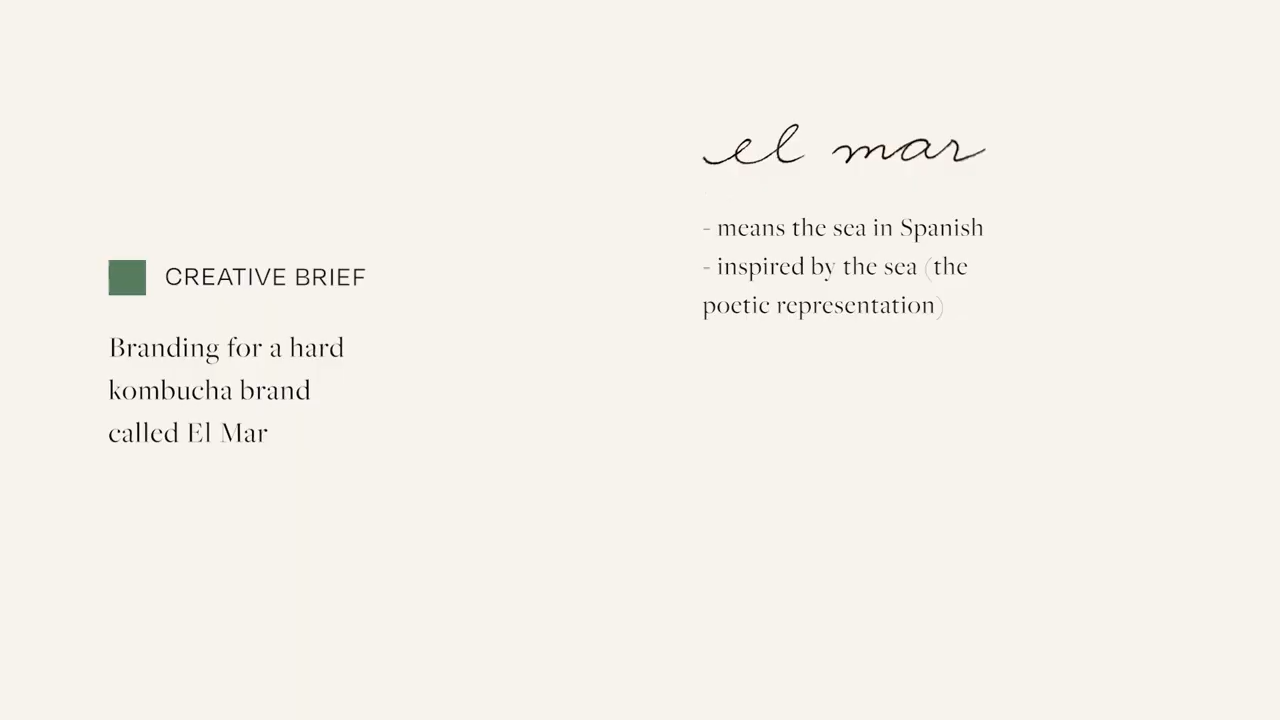 CREATIVE BRIEF
Branding for a hard
kombucha brand
called El Mar
el mar
- means the sea in Spanish
- inspired by the sea (the
poetic representation)